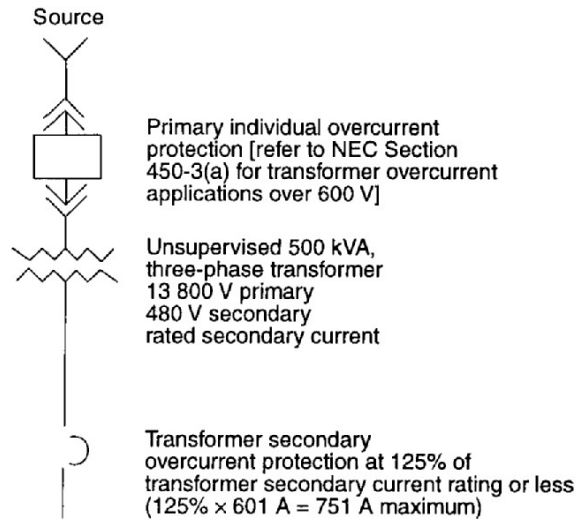 Source
Primary individual overcurrent
protection [refer to NEC Section
450-3(a) for transformer overcurrent
applications over 600 V]
Unsupervised 500 kVA,
three-phase transformer
13 800 V primary
480 V secondary
rated secondary current
Transformer secondary
overcurrent protection at 125% of
transformer secondary current rating or less
(125% × 601 A = 751 A maximum)